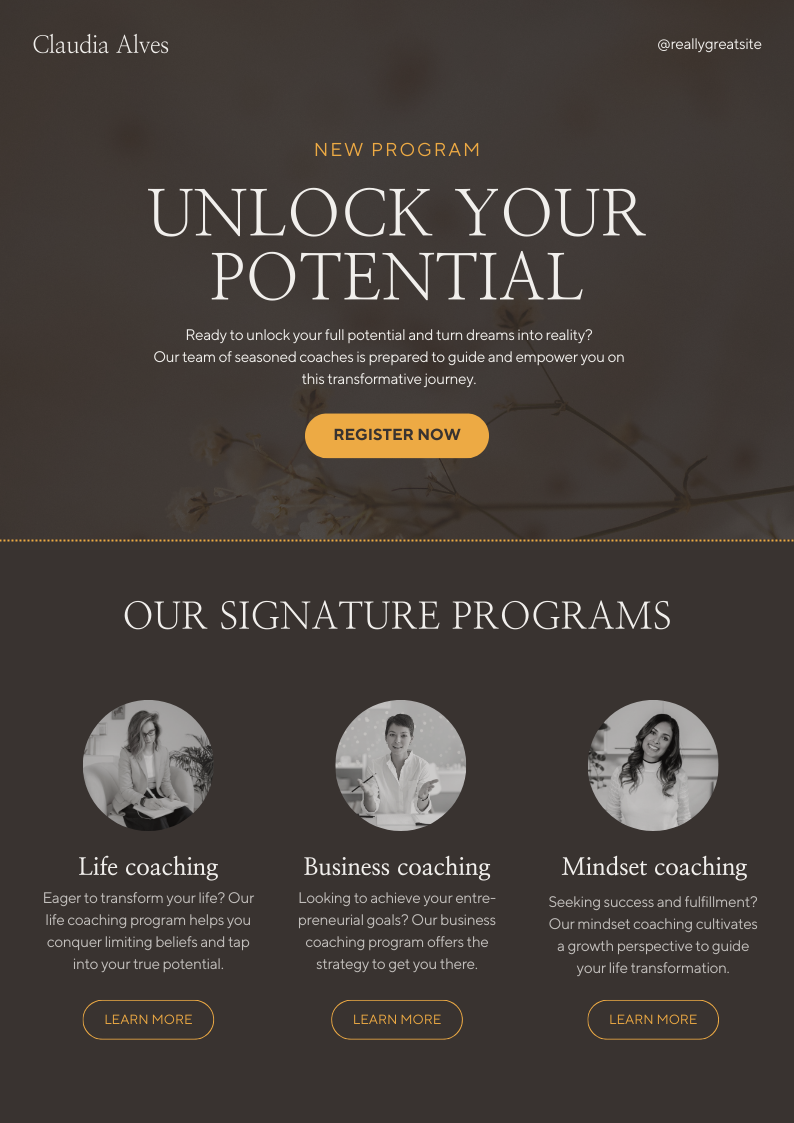 Claudia Alves
@reallygreatsite
NEW PROGRAM
UNLOCK YOUR
POTENTIAL
Ready to unlock your full potential and turn dreams into reality?
Our team of seasoned coaches is prepared to guide and empower you on
this transformative journey.
REGISTER NOW
OUR SIGNATURE PROGRAMS
Life coaching
Eager to transform your life? Our
life coaching program helps you
conquer limiting beliefs and tap
into your true potential.
LEARN MORE
Business coaching
Looking to achieve your entre-
preneurial goals? Our business
coaching program offers the
strategy to get you there.
LEARN MORE
Mindset coaching
Seeking success and fulfillment?
Our mindset coaching cultivates
a growth perspective to guide
your life transformation.
LEARN MORE